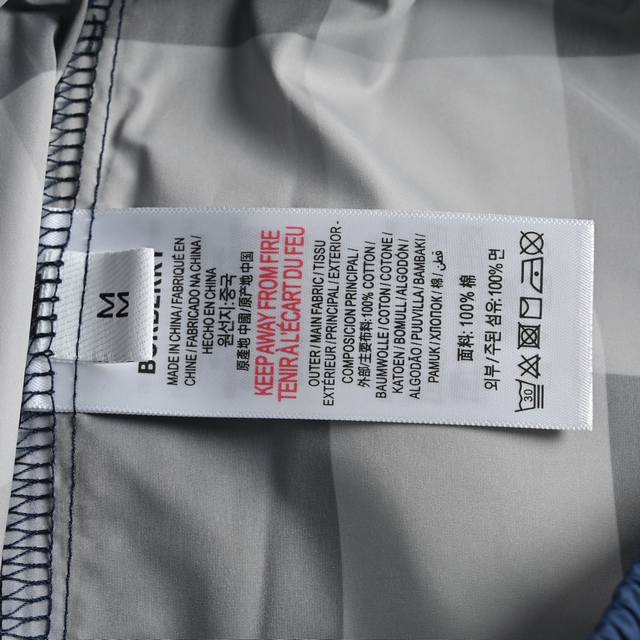 M
M
BURBERRY
MADE IN CHINA / FABRIQUÉ EN
CHINE / FABRICADO NA CHINA /
HECHO EN CHINA
원산지:중국
原産地 中國/原产地 中国
KEEP AWAY FROM FIRE
TENIR À L'ÉCART DU FEU
OUTER / MAIN FABRIC / TISSU
EXTÉRIEUR / PRINCIPAL / EXTERIOR -
COMPOSICION PRINCIPAL /
外部/主要布料: 100% COTTON /
BAUMWOLLE / COTON / COTONE /
KATOEN / BOMULL / ALGODÓN /
ALGODÃO / PUUVILLA / BAMBAKI /
PAMUK / ХЛОПОК / 棉 / قطن
面料: 100% 棉
외부/주된 섬유: 100% 면
30